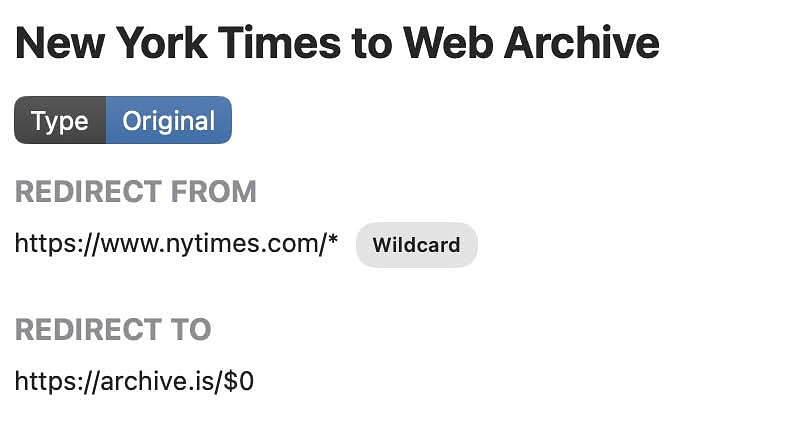 New York Times to Web Archive
Type Original
REDIRECT FROM
https://www.nytimes.com/* Wildcard
REDIRECT TO
https://archive.is/$0